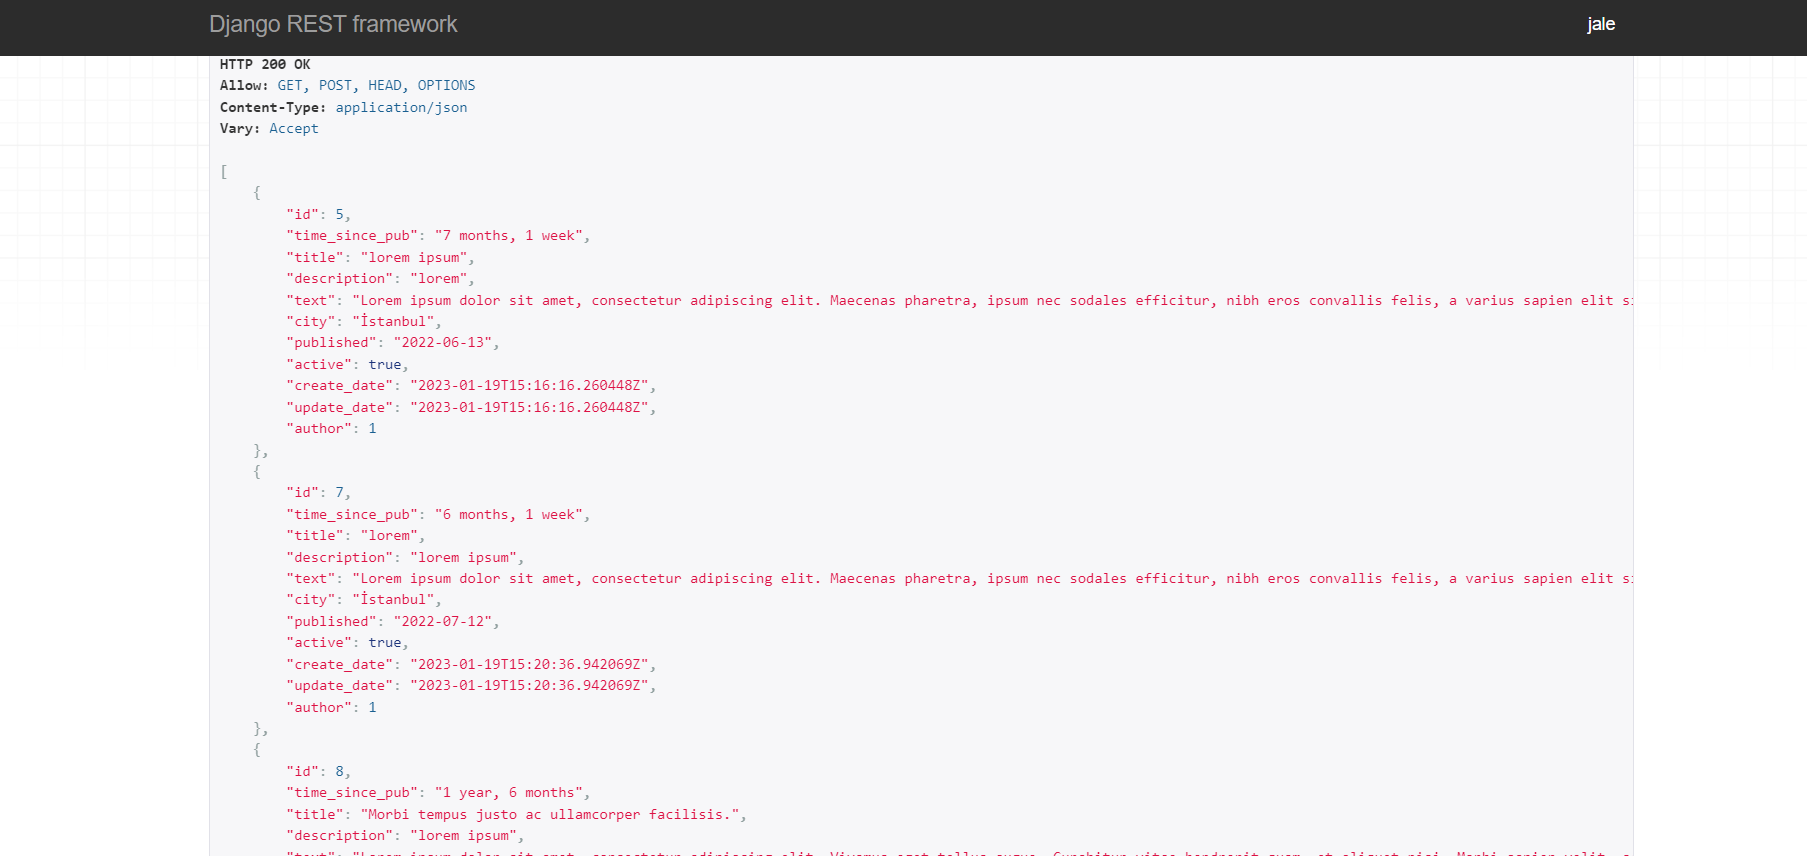 Django REST framework
jale
HTTP 200 OK
Allow: GET, POST, HEAD, OPTIONS
Content-Type: application/json
Vary: Accept
[
{
"id": 5,
"time_since_pub": "7 months, 1 week",
"title": "lorem ipsum",
"description": "lorem",
"text": "Lorem ipsum dolor sit amet, consectetur adipiscing elit. Maecenas pharetra, ipsum nec sodales efficitur, nibh eros convallis felis, a varius sapien elit
"city": "İstanbul",
"published": "2022-06-13",
"active": true,
"create_date": "2023-01-19T15:16:16.260448Z",
"update_date": "2023-01-19T15:16:16.260448Z",
"author": 1
},
{
"id": 7,
"time_since_pub": "6 months, 1 week",
"title": "lorem",
"description": "lorem ipsum",
"text": "Lorem ipsum dolor sit amet, consectetur adipiscing elit. Maecenas pharetra, ipsum nec sodales efficitur, nibh eros convallis felis, a varius sapien elit
"city": "İstanbul",
"published": "2022-07-12",
"active": true,
"create_date": "2023-01-19T15:20:36.942069Z",
"update_date": "2023-01-19T15:20:36.942069Z",
"author": 1
},
{
"id": 8,
"time_since_pub": "1 year, 6 months",
"title": "Morbi tempus justo ac ullamcorper facilisis.",
"description": "lorem ipsum",